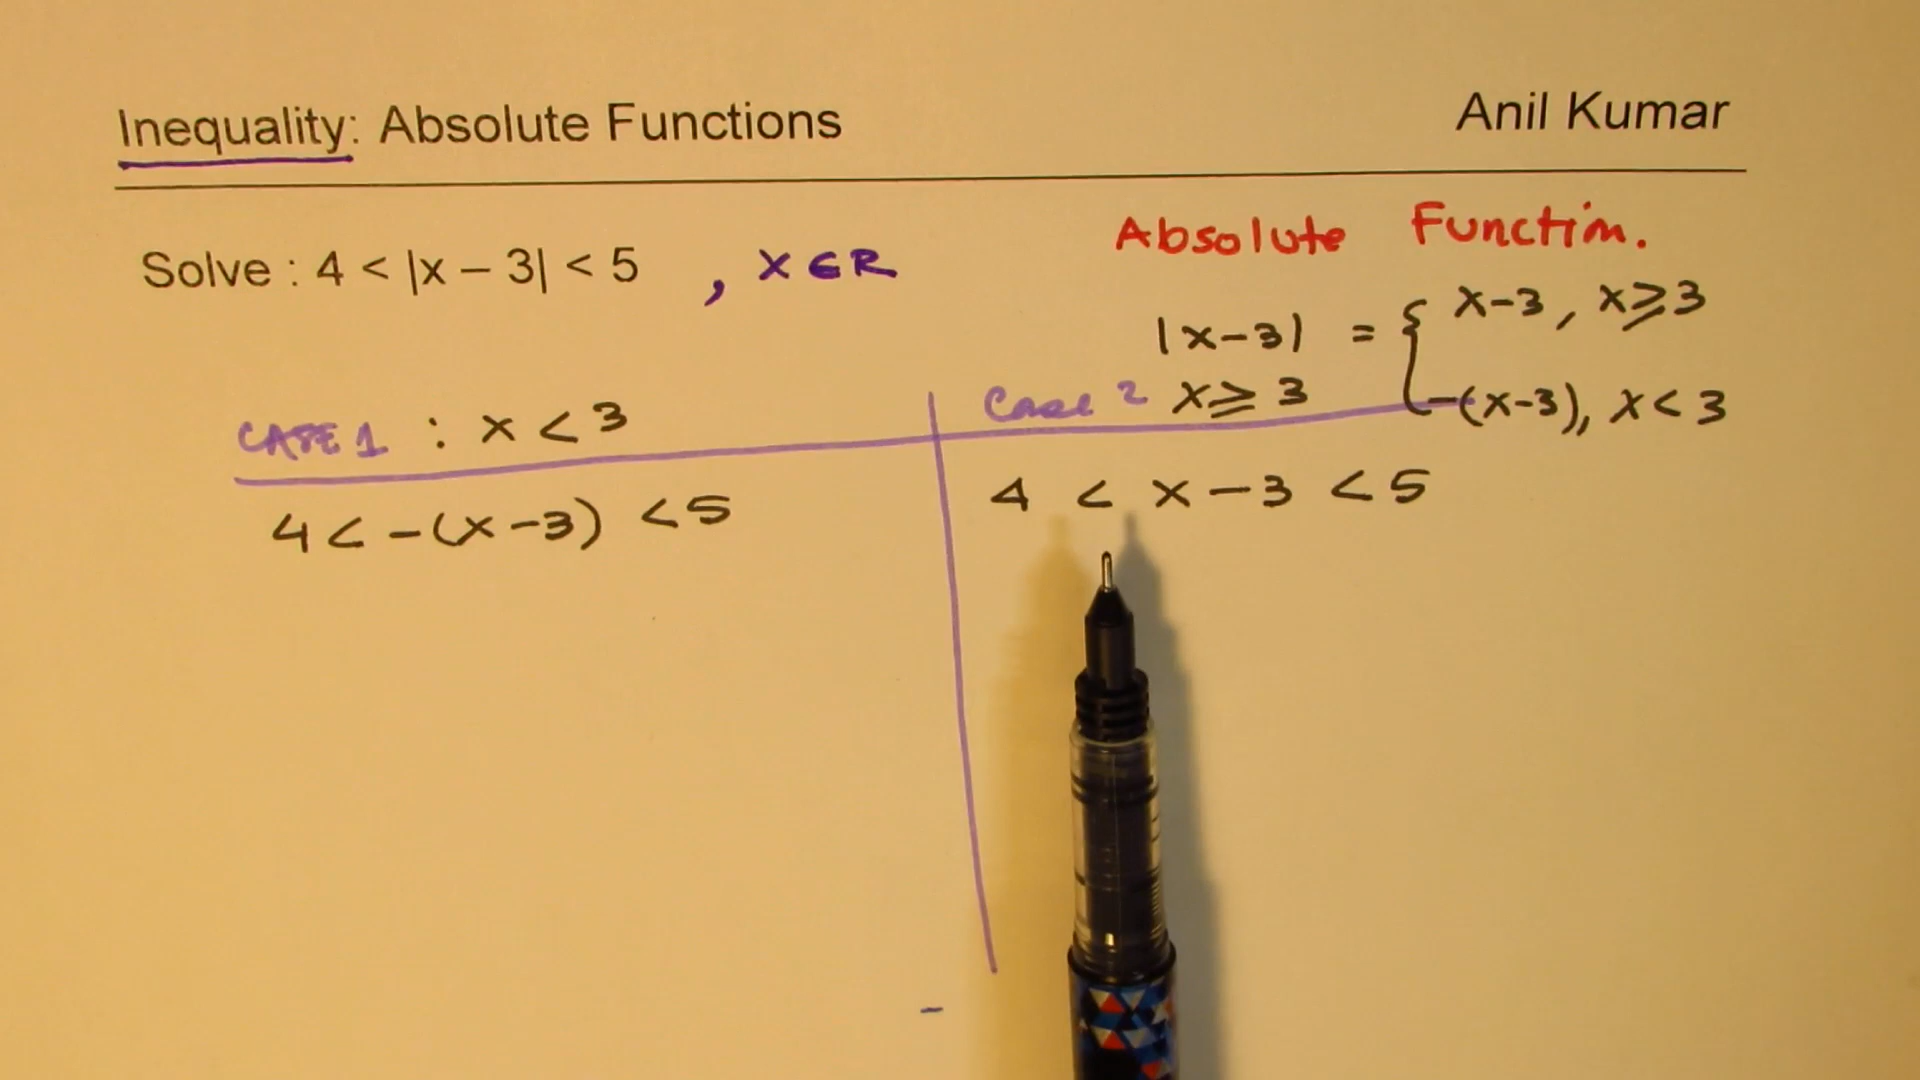 Inequality: Absolute Functions
Anil Kumar
Solve : 4 < |x – 3| < 5 , x ∈ R
Absolute Function.
|x-3| = { x-3, x ≥ 3
-(x-3), x < 3
CASE 1 : x < 3
4 < -(x-3) < 5
Case 2 x ≥ 3
4 < x - 3 < 5